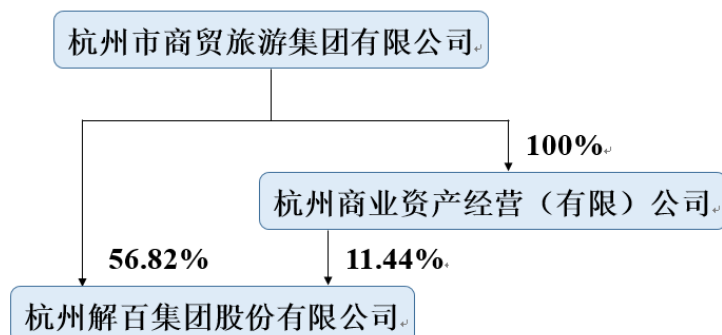 杭州市商贸旅游集团有限公司
100%
杭州商业资产经营（有限）公司
56.82%
11.44%
杭州解百集团股份有限公司